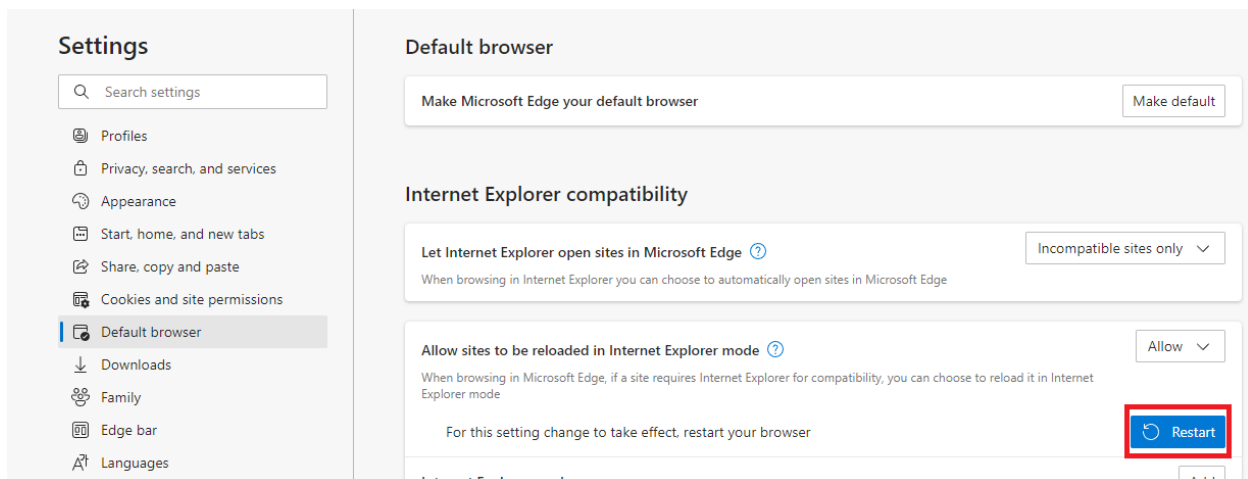 Settings
Search settings
Profiles
Privacy, search, and services
Appearance
Start, home, and new tabs
Share, copy and paste
Cookies and site permissions
Default browser
Downloads
Family
Edge bar
Languages
Default browser
Make Microsoft Edge your default browser
Make default
Internet Explorer compatibility
Let Internet Explorer open sites in Microsoft Edge
Incompatible sites only
When browsing in Internet Explorer you can choose to automatically open sites in Microsoft Edge
Allow sites to be reloaded in Internet Explorer mode
Allow
When browsing in Microsoft Edge, if a site requires Internet Explorer for compatibility, you can choose to reload it in Internet
Explorer mode
For this setting change to take effect, restart your browser
Restart